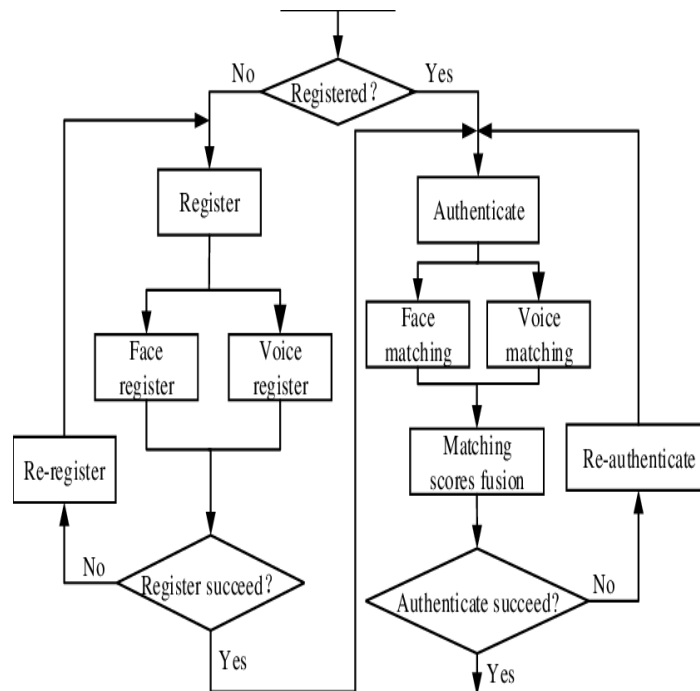 No
Yes
Registered?
Register
Authenticate
Face
register
Voice
register
Face
matching
Voice
matching
Re-register
Matching
scores fusion
Re-authenticate
No
Register succeed?
Authenticate succeed?
No
Yes
Yes